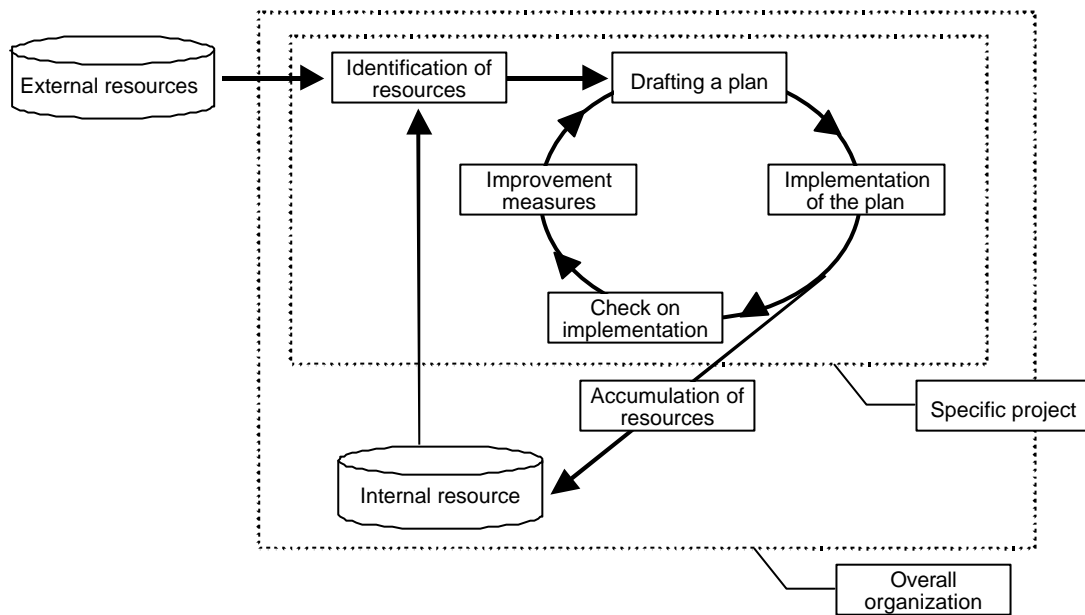 External resources
Identification of
resources
Drafting a plan
Improvement
measures
Implementation
of the plan
Check on
implementation
Accumulation of
resources
Specific project
Internal resource
Overall
organization